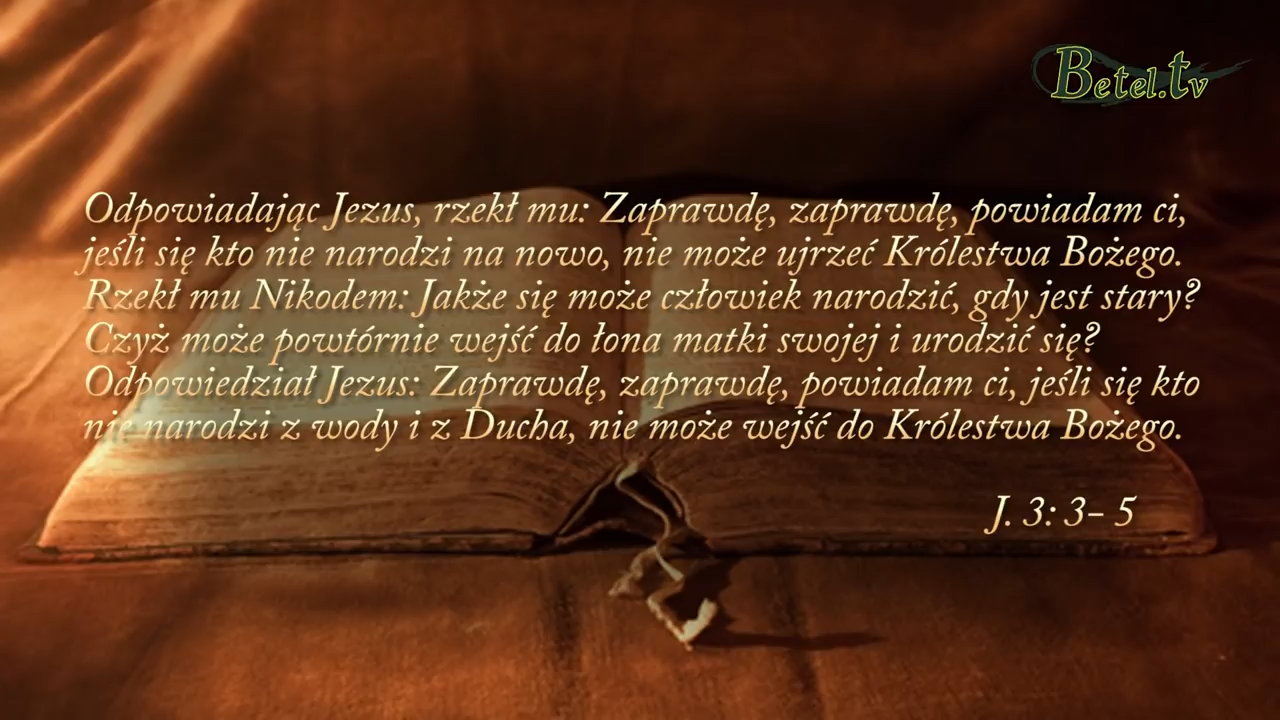 Betel.tv
Odpowiadając Jezus, rzekł mu: Zaprawdę, zaprawdę, powiadam ci,
jeśli się kto nie narodzi na nowo, nie może ujrzeć Królestwa Bożego.
Rzekł mu Nikodem: Jakże się może człowiek narodzić, gdy jest stary?
Czyż może powtórnie wejść do łona matki swojej i urodzić się?
Odpowiedział Jezus: Zaprawdę, zaprawdę, powiadam ci, jeśli się kto
nie narodzi z wody i z Ducha, nie może wejść do Królestwa Bożego.
J. 3: 3– 5